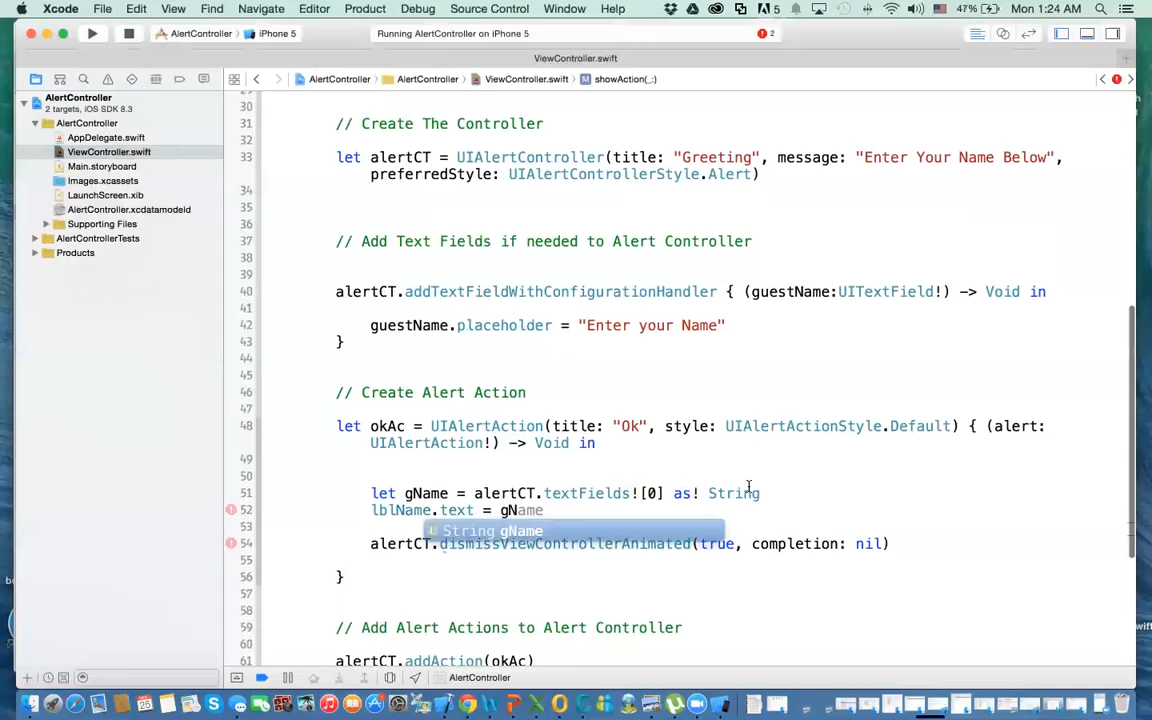 Xcode File Edit View Find Navigate Editor Product Debug Source Control Window Help 5 47% Mon 1:24 AM
AlertController iPhone 5 Running AlertController on iPhone 5 2
ViewController.swift
AlertController AlertController ViewController.swift M showAction(_:)
AlertController
2 targets, iOS SDK 8.3
AlertController
AppDelegate.swift
ViewController.swift
Main.storyboard
Images.xcassets
LaunchScreen.xib
AlertController.xcdatamodeld
Supporting Files
AlertControllerTests
Products
30
31 // Create The Controller
32
33 let alertCT = UIAlertController(title: "Greeting", message: "Enter Your Name Below",
preferredStyle: UIAlertControllerStyle.Alert)
34
35
36
37 // Add Text Fields if needed to Alert Controller
38
39
40 alertCT.addTextFieldWithConfigurationHandler { (guestName:UITextField!) -> Void in
41
42 guestName.placeholder = "Enter your Name"
43 }
44
45
46 // Create Alert Action
47
48 let okAc = UIAlertAction(title: "Ok", style: UIAlertActionStyle.Default) { (alert:
UIAlertAction!) -> Void in
49
50
51 let gName = alertCT.textFields![0] as! String
52 lblName.text = gName
53 String gName
54 alertCT.dismissViewControllerAnimated(true, completion: nil)
55
56 }
57
58
59 // Add Alert Actions to Alert Controller
60
61 alertCT.addAction(okAc)
AlertController